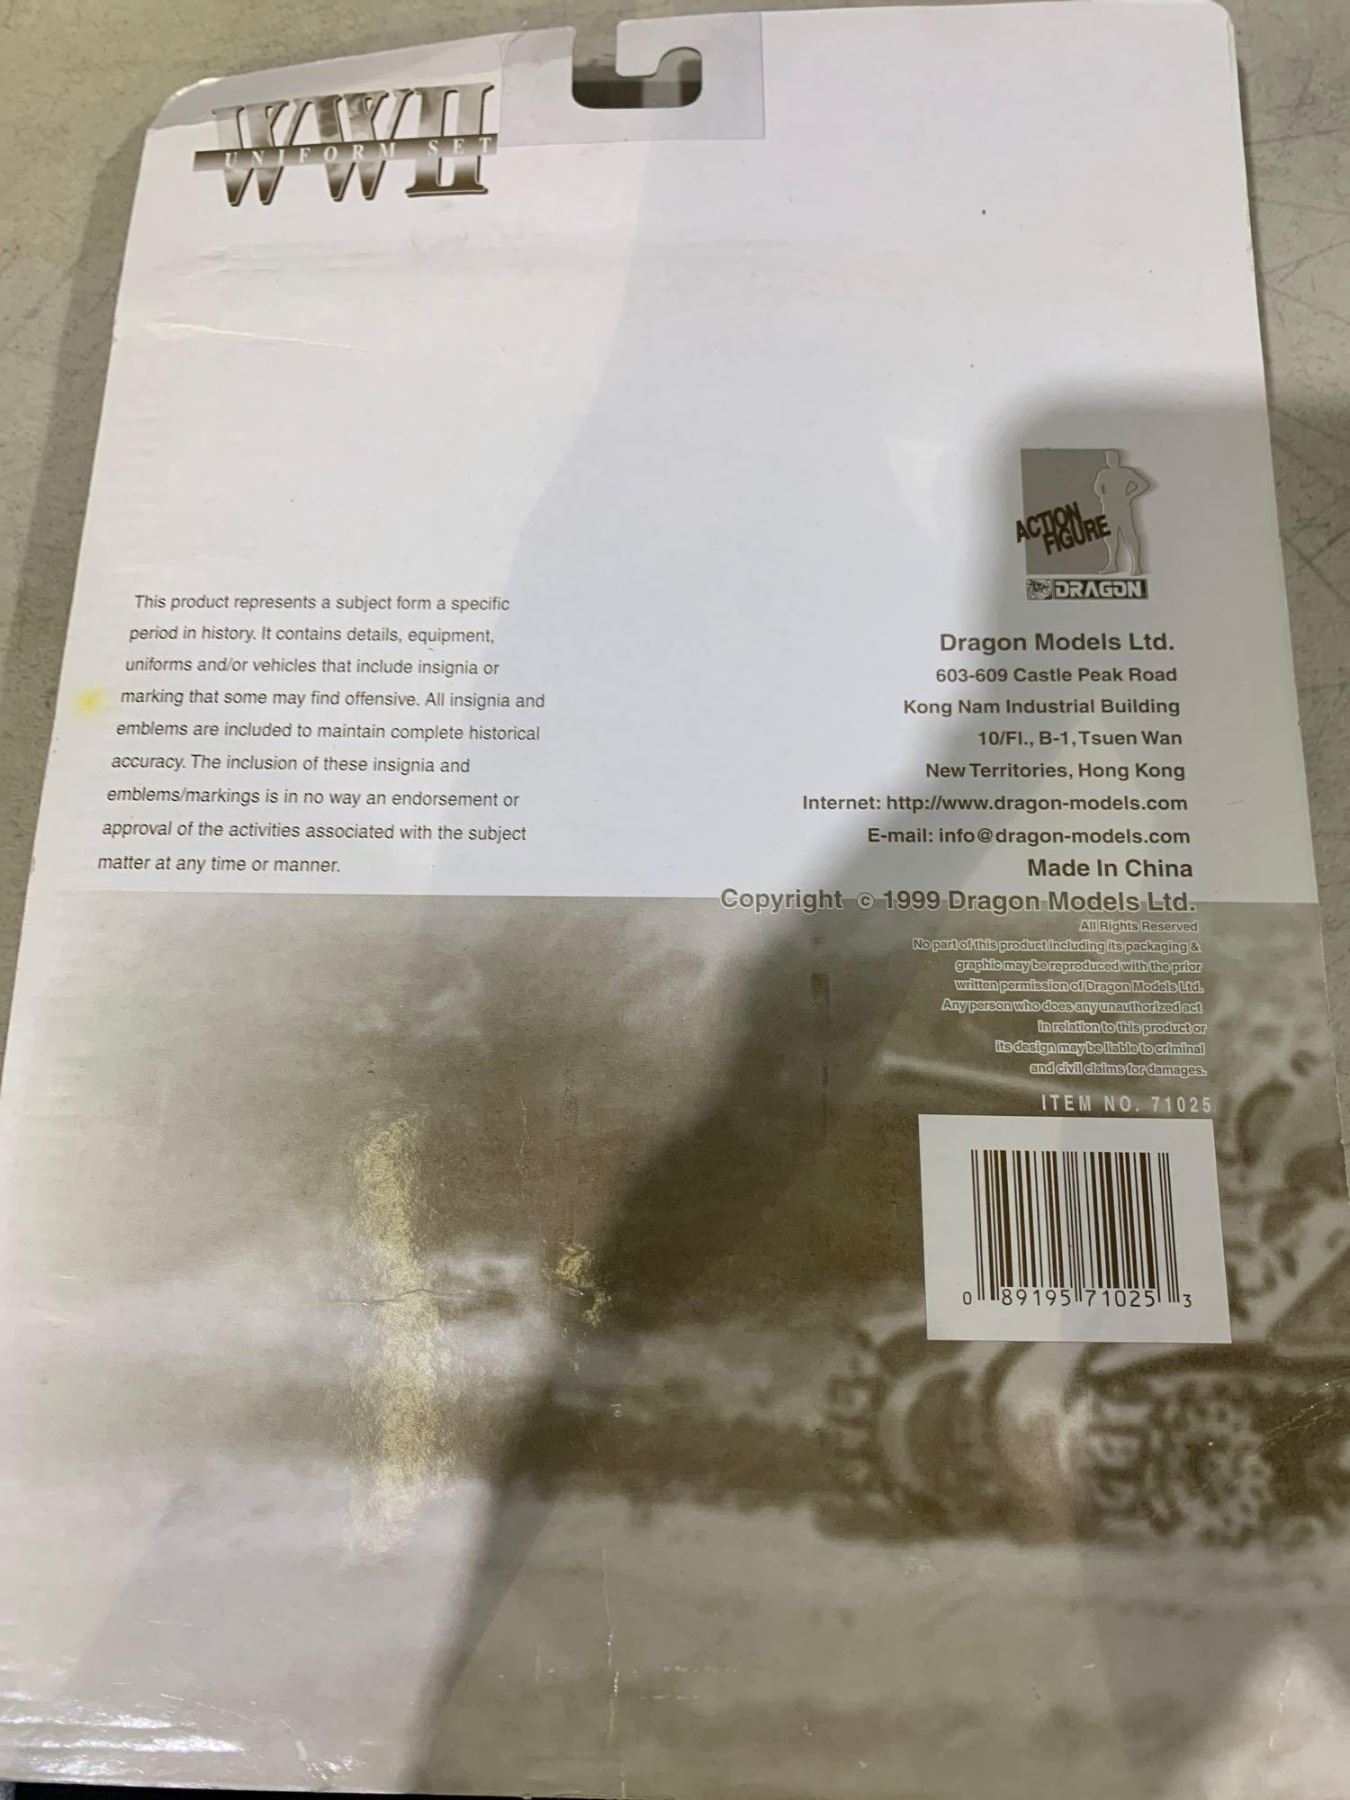 WWII
UNIFORM SET
ACTION
FIGURE
DRAGON
This product represents a subject form a specific
period in history. It contains details, equipment,
uniforms and/or vehicles that include insignia or
marking that some may find offensive. All insignia and
emblems are included to maintain complete historical
accuracy. The inclusion of these insignia and
emblems/markings is in no way an endorsement or
approval of the activities associated with the subject
matter at any time or manner.
Dragon Models Ltd.
603-609 Castle Peak Road
Kong Nam Industrial Building
10/Fl., B-1, Tsuen Wan
New Territories, Hong Kong
Internet: http://www.dragon-models.com
E-mail: info@dragon-models.com
Made In China
Copyright © 1999 Dragon Models Ltd.
All Rights Reserved
No part of this product including its packaging &
graphic may be reproduced with the prior
written permission of Dragon Models Ltd.
Any person who does any unauthorized act
in relation to this product or
its design may be liable to criminal
and civil claims for damages.
ITEM NO. 71025
0 89195 71025 3